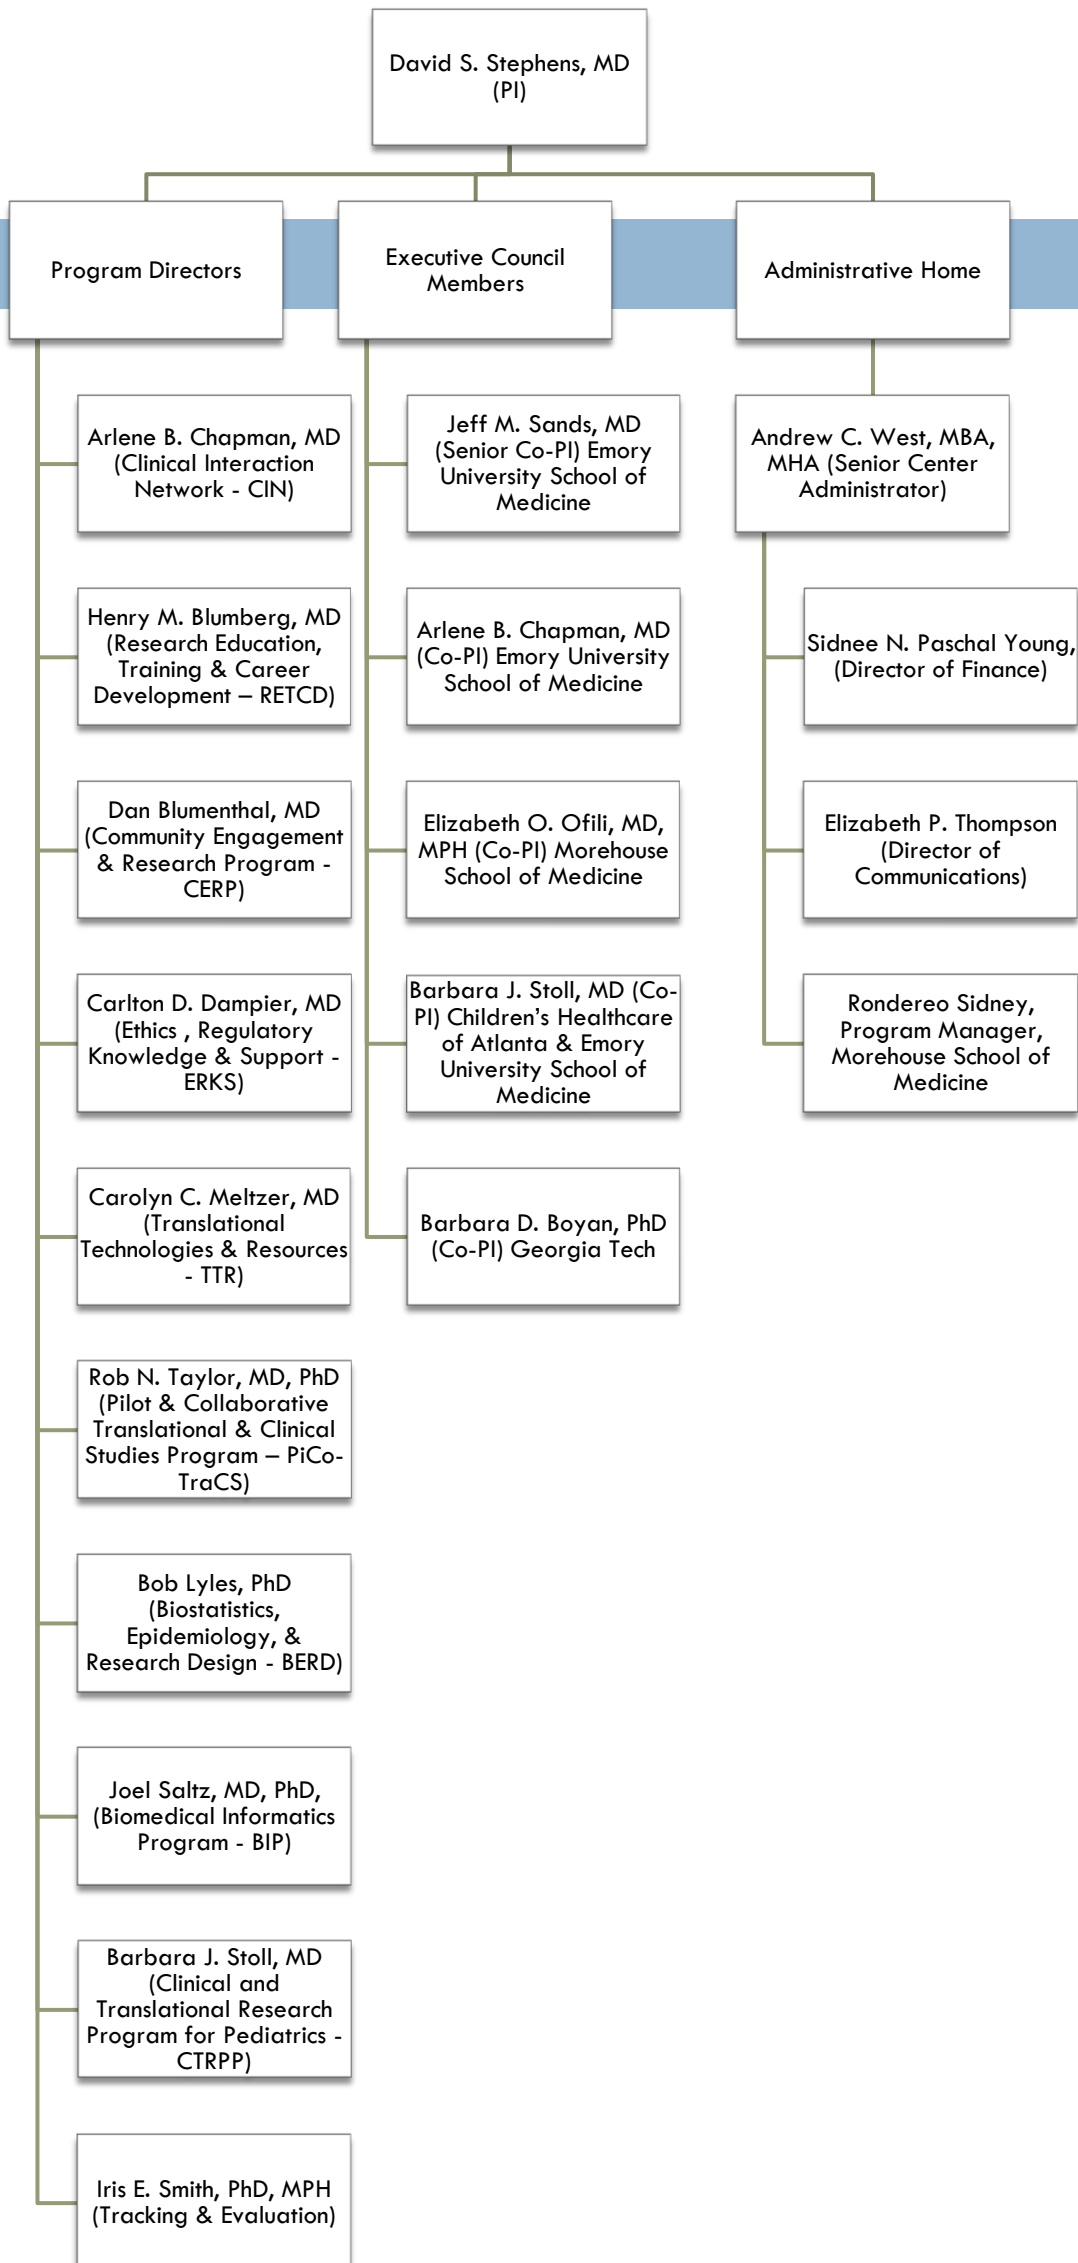 David S. Stephens, MD
(PI)
Program Directors
Executive Council
Members
Administrative Home
Arlene B. Chapman, MD
(Clinical Interaction
Network - CIN)
Henry M. Blumberg, MD
(Research Education,
Training & Career
Development – RETCD)
Dan Blumenthal, MD
(Community Engagement
& Research Program -
CERP)
Carlton D. Dampier, MD
(Ethics , Regulatory
Knowledge & Support -
ERKS)
Carolyn C. Meltzer, MD
(Translational
Technologies & Resources
- TTR)
Rob N. Taylor, MD, PhD
(Pilot & Collaborative
Translational & Clinical
Studies Program – PiCo-
TraCS)
Bob Lyles, PhD
(Biostatistics,
Epidemiology, &
Research Design - BERD)
Joel Saltz, MD, PhD,
(Biomedical Informatics
Program - BIP)
Barbara J. Stoll, MD
(Clinical and
Translational Research
Program for Pediatrics -
CTRPP)
Iris E. Smith, PhD, MPH
(Tracking & Evaluation)
Jeff M. Sands, MD
(Senior Co-PI) Emory
University School of
Medicine
Arlene B. Chapman, MD
(Co-PI) Emory University
School of Medicine
Elizabeth O. Ofili, MD,
MPH (Co-PI) Morehouse
School of Medicine
Barbara J. Stoll, MD (Co-
PI) Children’s Healthcare
of Atlanta & Emory
University School of
Medicine
Barbara D. Boyan, PhD
(Co-PI) Georgia Tech
Andrew C. West, MBA,
MHA (Senior Center
Administrator)
Sidnee N. Paschal Young,
(Director of Finance)
Elizabeth P. Thompson
(Director of
Communications)
Rondereo Sidney,
Program Manager,
Morehouse School of
Medicine